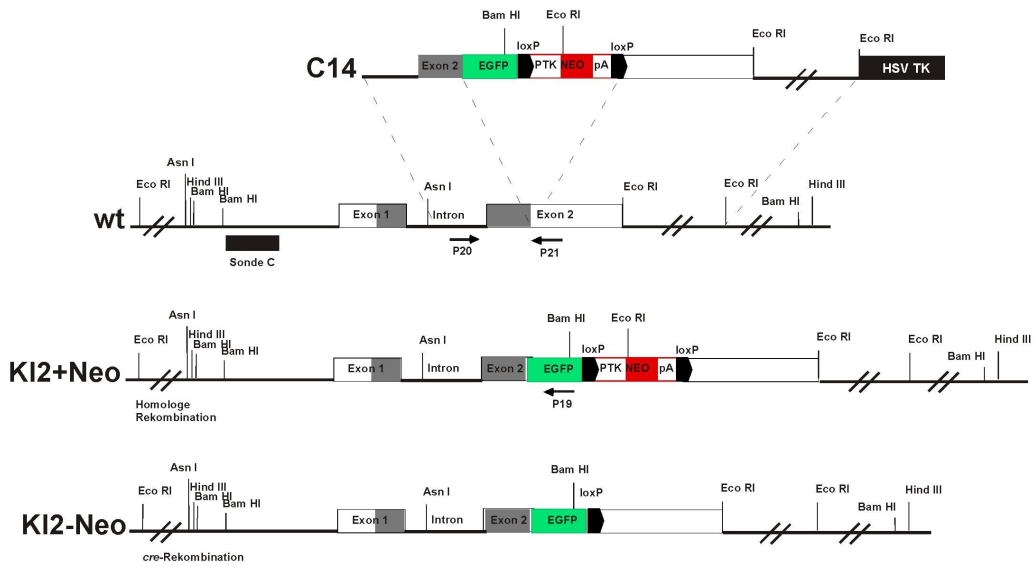 Bam HI
Eco RI
loxP
loxP
Eco RI
Eco RI
C14
Exon 2
EGFP
PTK
NEO
pA
HSV TK
Asn I
Eco RI
Hind III
Bam HI
Bam HI
Asn I
Eco RI
Eco RI
Hind III
Bam HI
wt
Exon 1
Intron
Exon 2
Sonde C
P20
P21
Asn I
Eco RI
Hind III
Bam HI
Bam HI
Asn I
Bam HI
Eco RI
loxP
loxP
Eco RI
Eco RI
Hind III
Bam HI
KI2+Neo
Exon 1
Intron
Exon 2
EGFP
PTK
NEO
pA
P19
Homologe
Rekombination
Asn I
Eco RI
Hind III
Bam HI
Bam HI
Asn I
Bam HI
loxP
Eco RI
Eco RI
Hind III
Bam HI
KI2-Neo
Exon 1
Intron
Exon 2
EGFP
cre-Rekombination